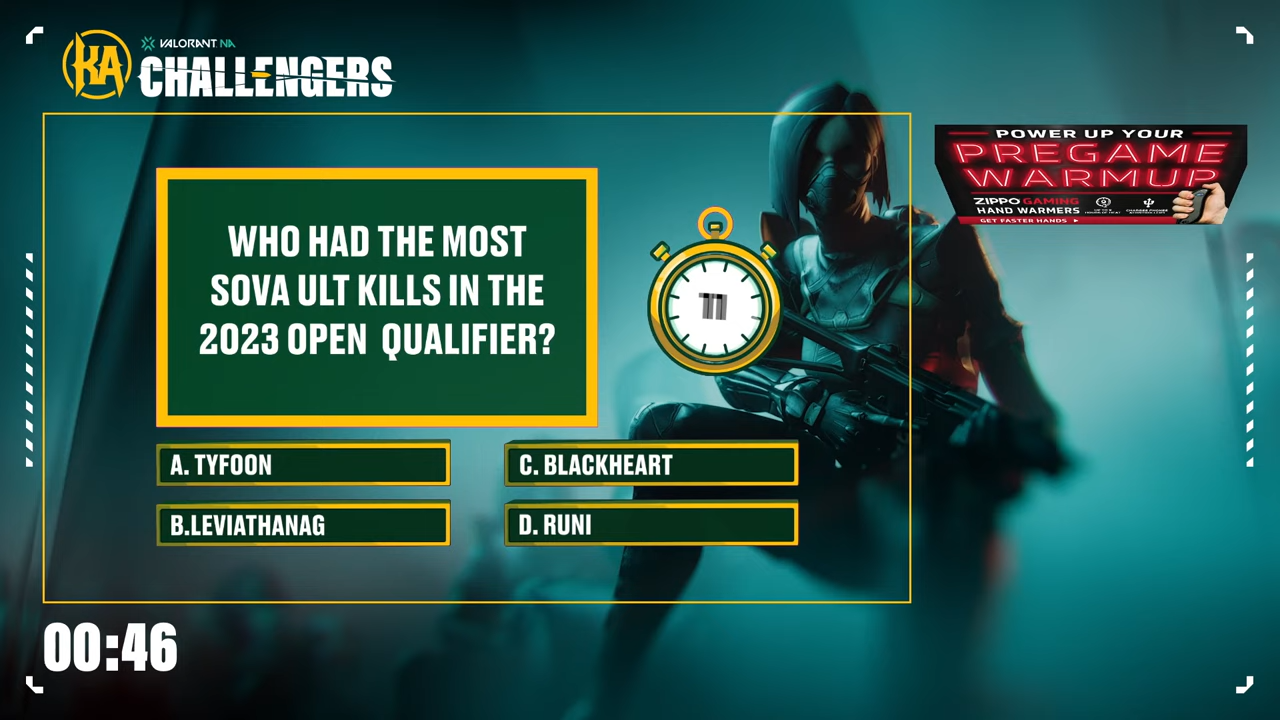 KA
VALORANT NA
CHALLENGERS
POWER UP YOUR
PREGAME
WARMUP
ZIPPO GAMING
HAND WARMERS
GET FASTER HANDS
WHO HAD THE MOST
SOVA ULT KILLS IN THE
2023 OPEN QUALIFIER?
11
A. TYFOON
C. BLACKHEART
B.LEVIATHANAG
D. RUNI
00:46